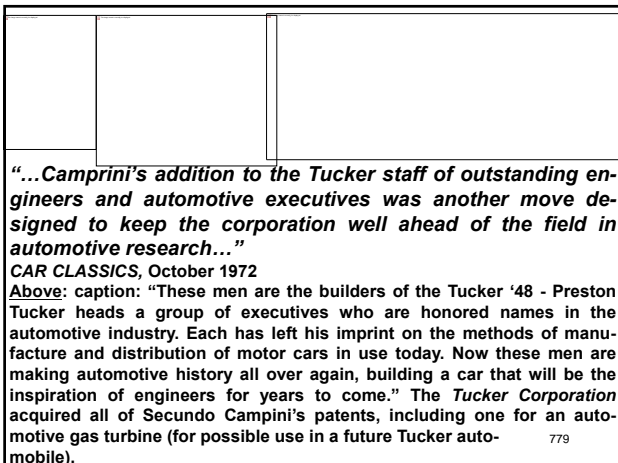 “…Camprini’s addition to the Tucker staff of outstanding en-
gineers and automotive executives was another move de-
signed to keep the corporation well ahead of the field in
automotive research…”
CAR CLASSICS, October 1972
Above: caption: “These men are the builders of the Tucker ‘48 - Preston
Tucker heads a group of executives who are honored names in the
automotive industry. Each has left his imprint on the methods of manu-
facture and distribution of motor cars in use today. Now these men are
making automotive history all over again, building a car that will be the
inspiration of engineers for years to come.” The Tucker Corporation
acquired all of Secundo Campini’s patents, including one for an auto-
motive gas turbine (for possible use in a future Tucker auto-
mobile).
779